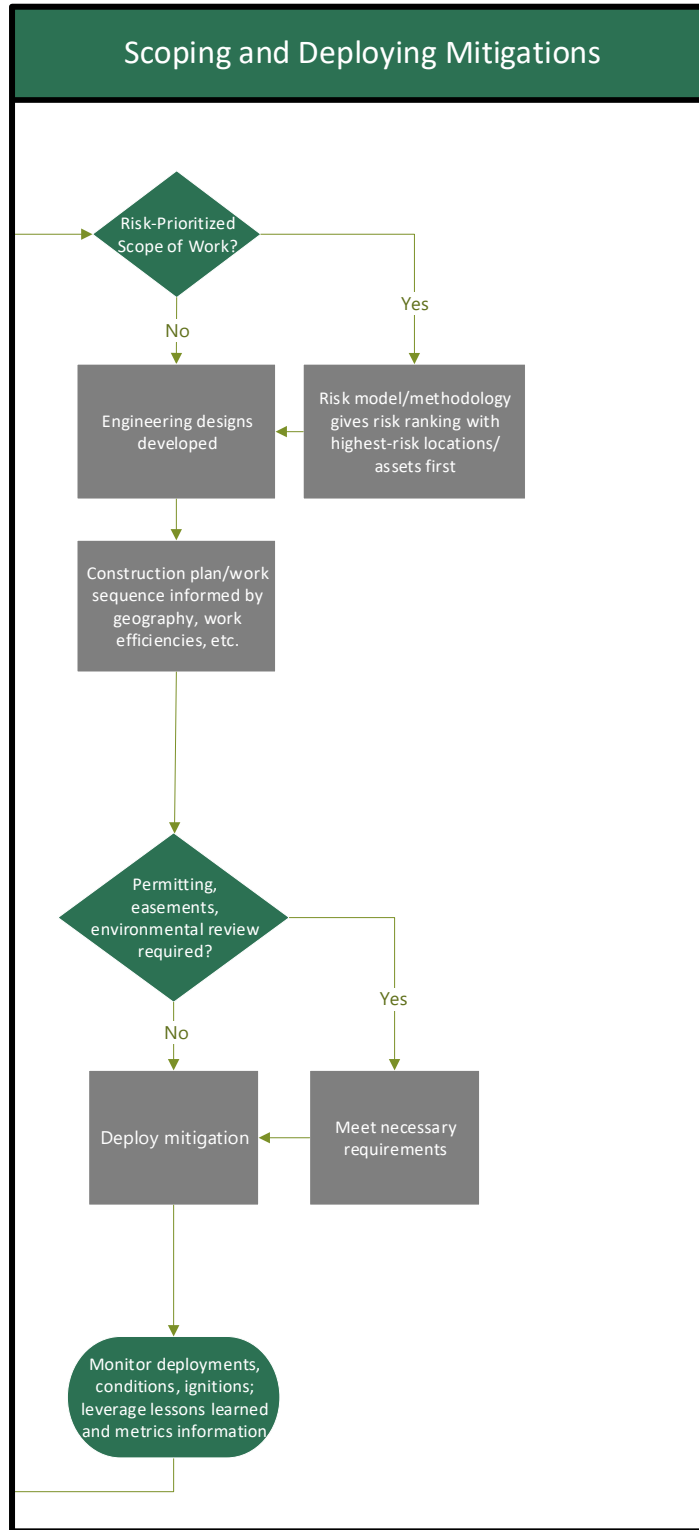 Scoping and Deploying Mitigations
Risk-Prioritized
Scope of Work?
Yes
No
Engineering designs
developed
Risk model/methodology
gives risk ranking with
highest-risk locations/
assets first
Construction plan/work
sequence informed by
geography, work
efficiencies, etc.
Permitting,
easements,
environmental review
required?
Yes
No
Deploy mitigation
Meet necessary
requirements
Monitor deployments,
conditions, ignitions;
leverage lessons learned
and metrics information